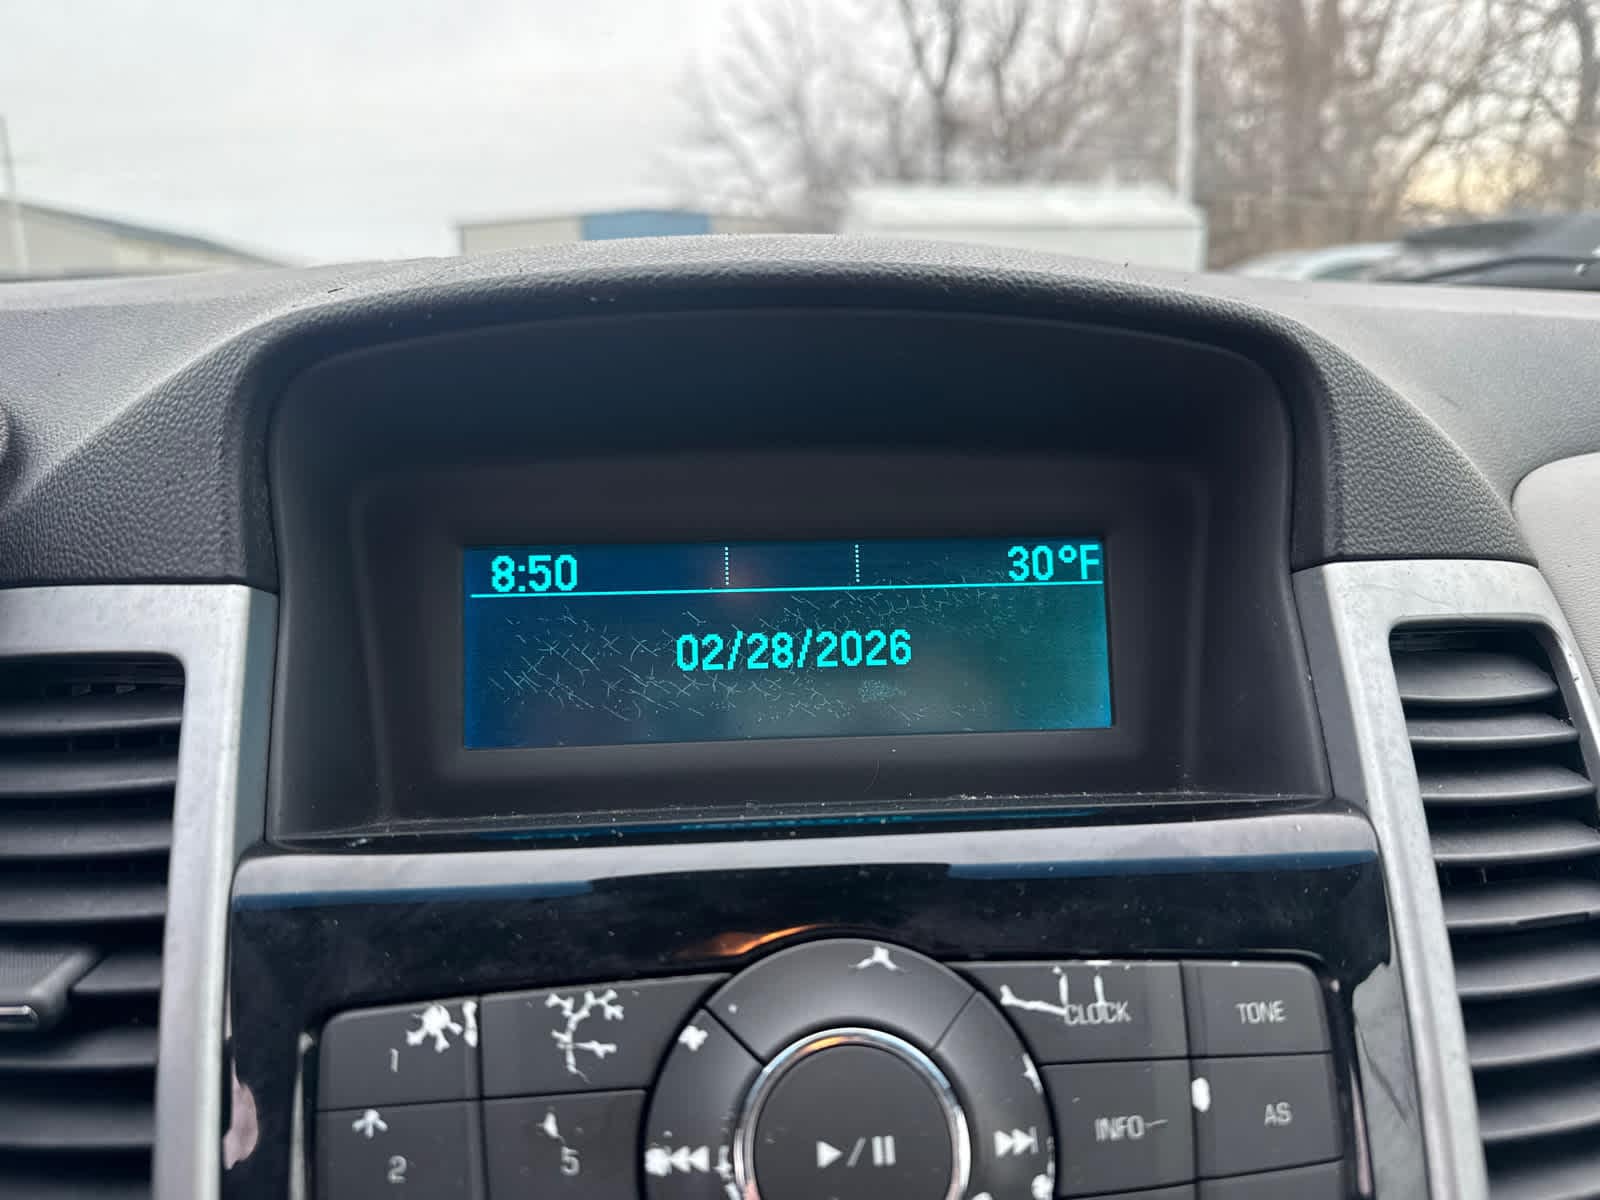 8:50 30°F
02/28/2026
1 CLOCK TONE
2 5 INFO AS